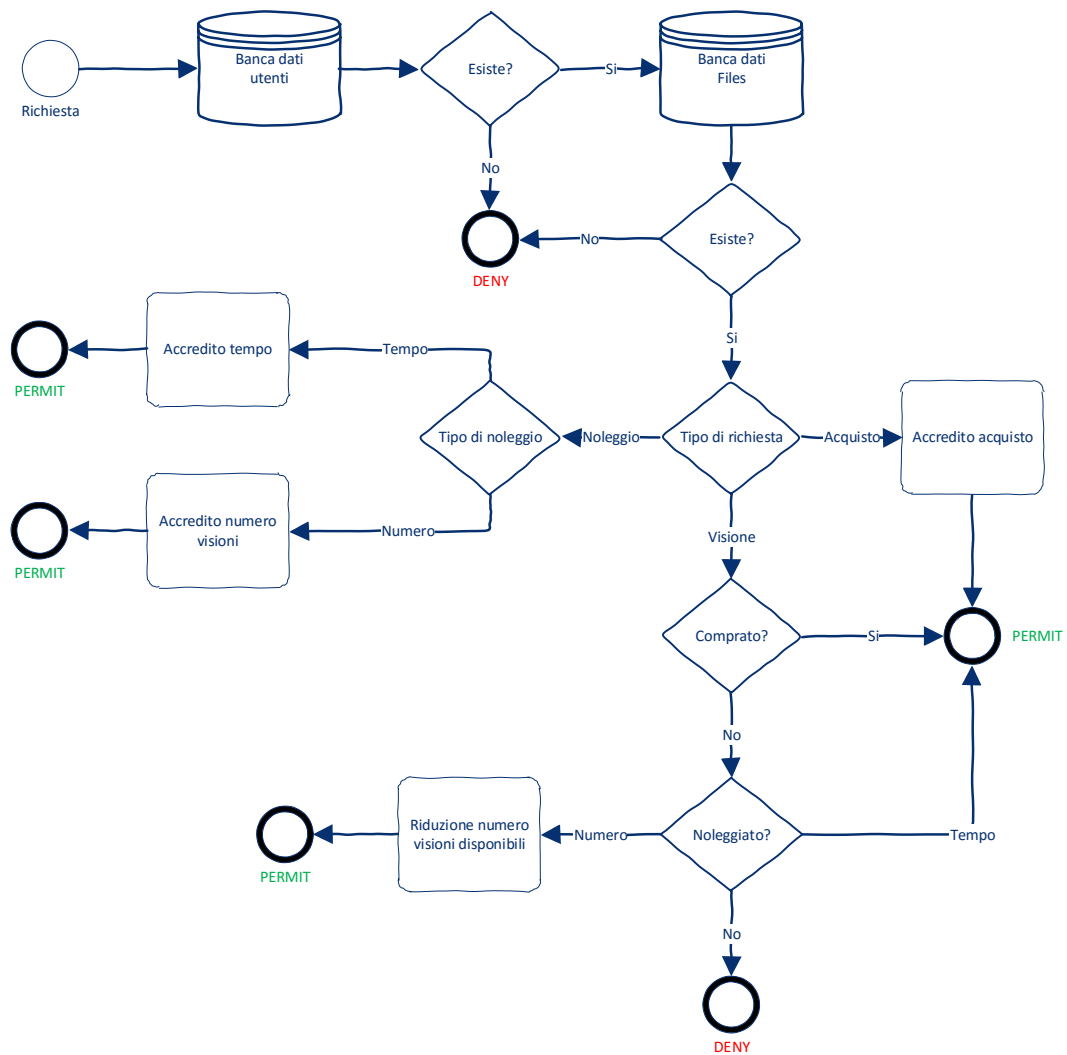 Banca dati
utenti
Esiste?
Si
Banca dati
Files
Richiesta
No
Esiste?
No
DENY
Si
Accredito tempo
Tempo
PERMIT
Tipo di noleggio
Noleggio
Tipo di richiesta
Acquisto
Accredito acquisto
Accredito numero
visioni
Numero
PERMIT
Visione
Comprato?
Si
PERMIT
No
Riduzione numero
visioni disponibili
Numero
Noleggiato?
Tempo
PERMIT
No
DENY